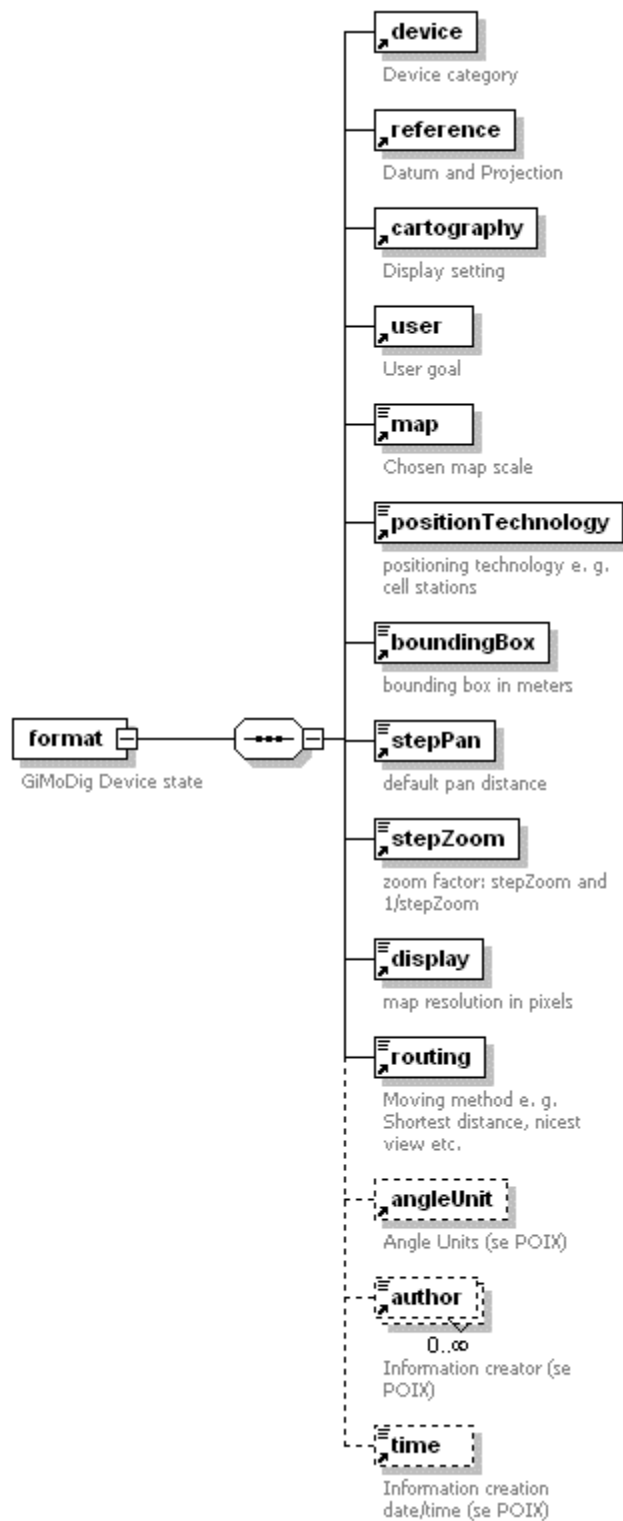 device
Device category
reference
Datum and Projection
cartography
Display setting
user
User goal
map
Chosen map scale
positionTechnology
positioning technology e. g.
cell stations
boundingBox
bounding box in meters
format
GiMoDig Device state
stepPan
default pan distance
stepZoom
zoom factor: stepZoom and
1/stepZoom
display
map resolution in pixels
routing
Moving method e. g.
Shortest distance, nicest
view etc.
angleUnit
Angle Units (se POIX)
author
0..∞
Information creator (se
POIX)
time
Information creation
date/time (se POIX)